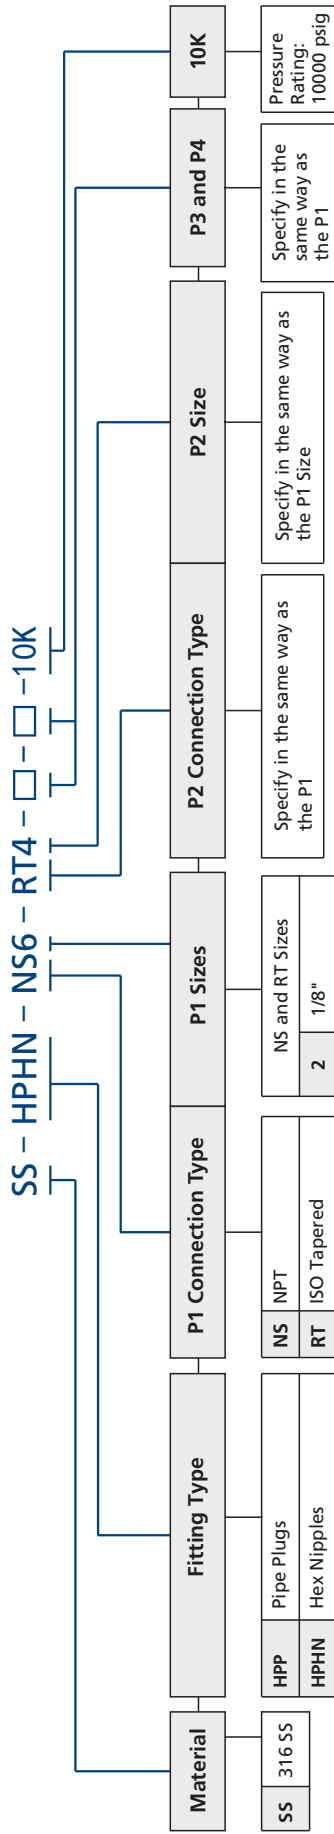 SS – HPHN – NS6 – RT4 – □ – □ –10K
Material
Fitting Type
P1 Connection Type
P1 Sizes
P2 Connection Type
P2 Size
P3 and P4
10K
SS 316 SS
HPP Pipe Plugs
HPHN Hex Nipples
NS NPT
RT ISO Tapered
NS and RT Sizes
2 1/8"
Specify in the same way as
the P1
Specify in the same way as
the P1 Size
Specify in the
same way as
the P1
Pressure
Rating:
10000 psig